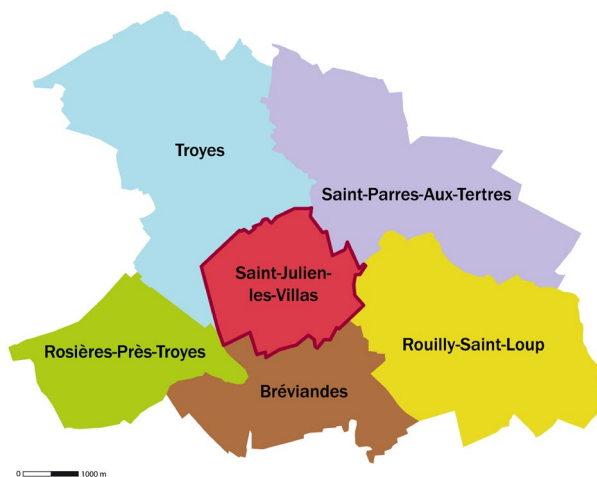 Troyes
Saint-Parres-Aux-Tertres
Saint-Julien-
les-Villas
Rosières-Près-Troyes
Rouilly-Saint-Loup
Bréviandes
0 1000 m